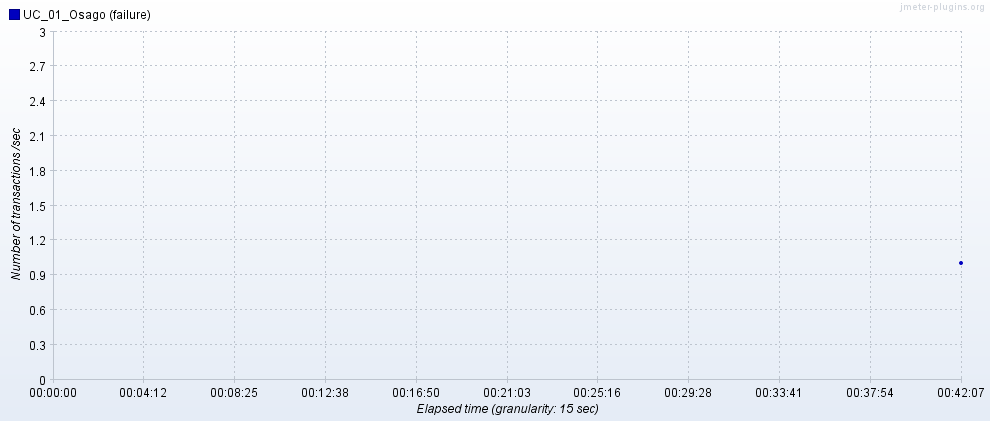 jmeter-plugins.org
UC_01_Osago (failure)
Number of transactions /sec
3
2.7
2.4
2.1
1.8
1.5
1.2
0.9
0.6
0.3
0
00:00:00 00:04:12 00:08:25 00:12:38 00:16:50 00:21:03 00:25:16 00:29:28 00:33:41 00:37:54 00:42:07
Elapsed time (granularity: 15 sec)